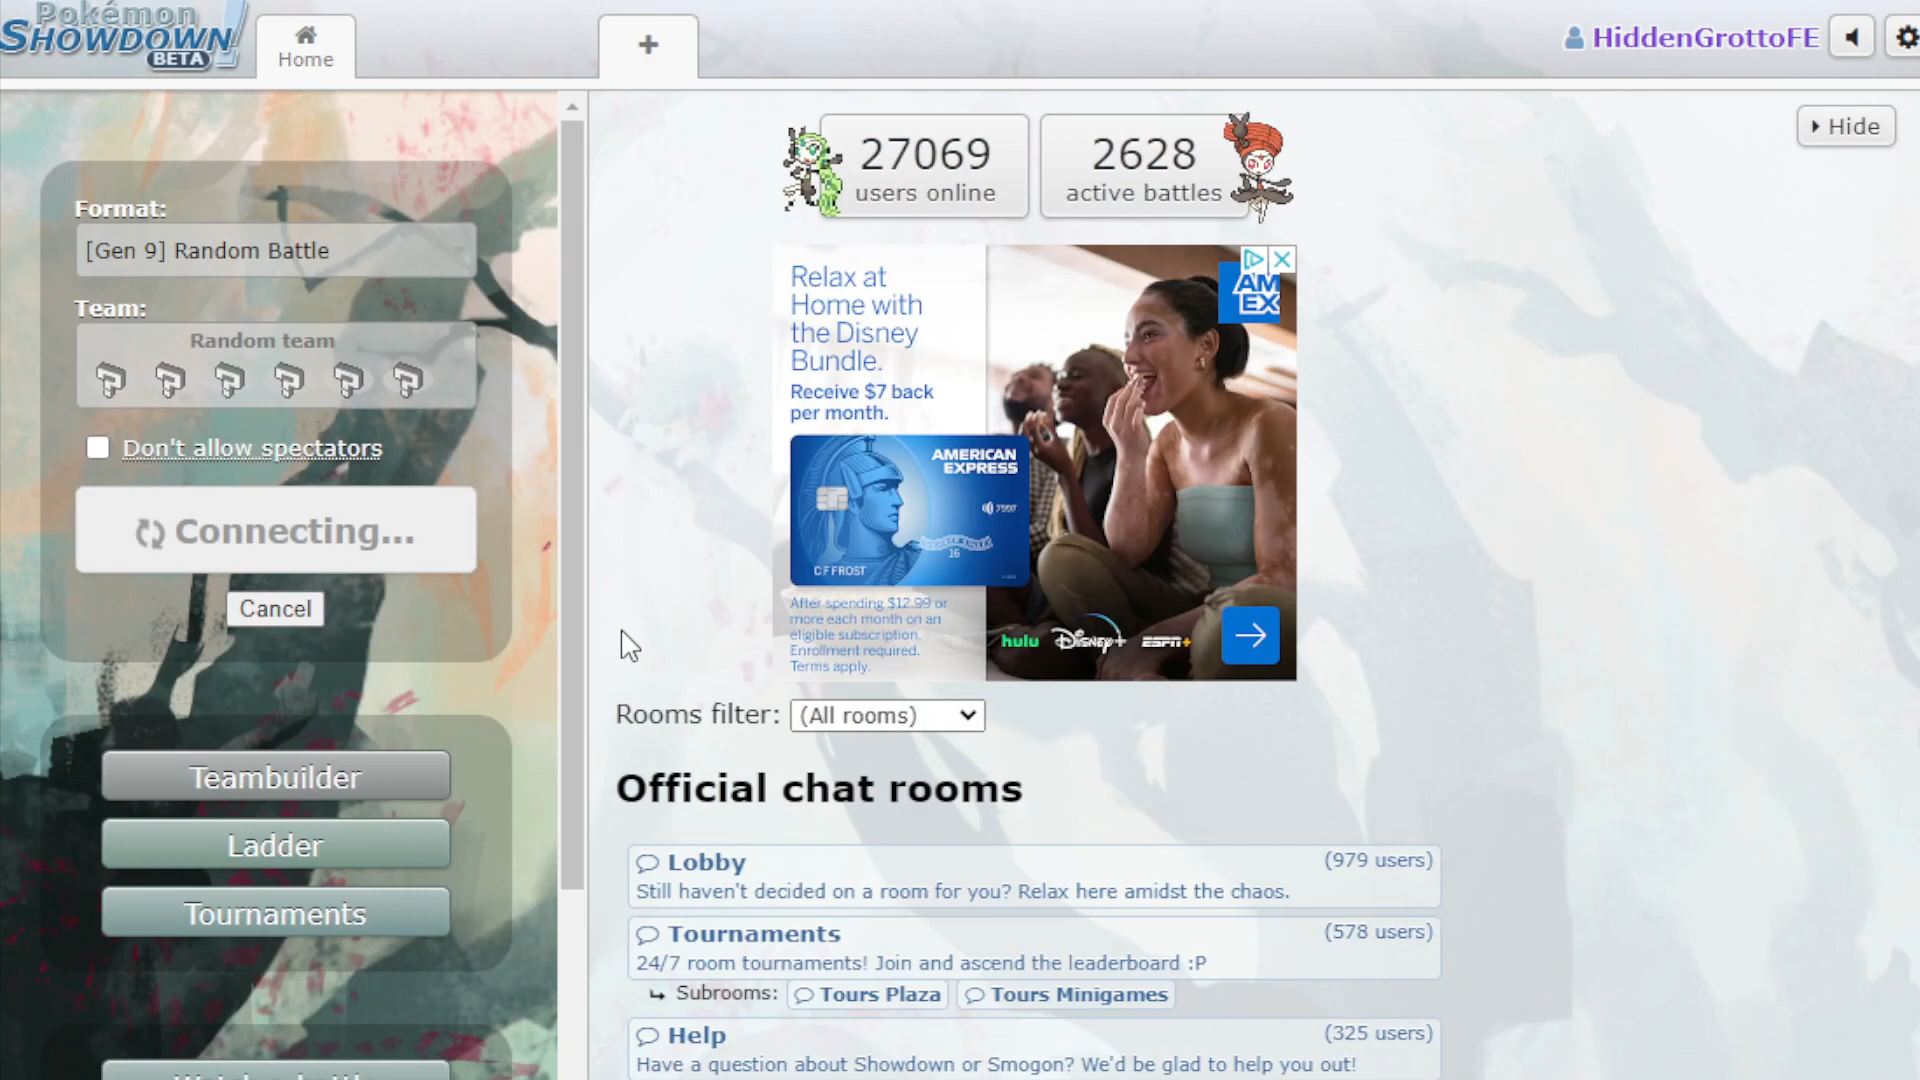 Pokémon
SHOWDOWN!
BETA
Home
+
HiddenGrottoFE
Format:
[Gen 9] Random Battle
Team:
Random team
Don't allow spectators
Connecting...
Cancel
Teambuilder
Ladder
Tournaments
27069
users online
2628
active battles
Hide
Relax at
Home with
the Disney
Bundle.
Receive $7 back
per month.
AM
EX
AMERICAN
EXPRESS
16
C F FROST
After spending $12.99 or
more each month on an
eligible subscription.
Enrollment required.
Terms apply.
hulu Disney+ ESPN+
Rooms filter: (All rooms)
Official chat rooms
Lobby (979 users)
Still haven't decided on a room for you? Relax here amidst the chaos.
Tournaments (578 users)
24/7 room tournaments! Join and ascend the leaderboard :P
Subrooms: Tours Plaza Tours Minigames
Help (325 users)
Have a question about Showdown or Smogon? We'd be glad to help you out!